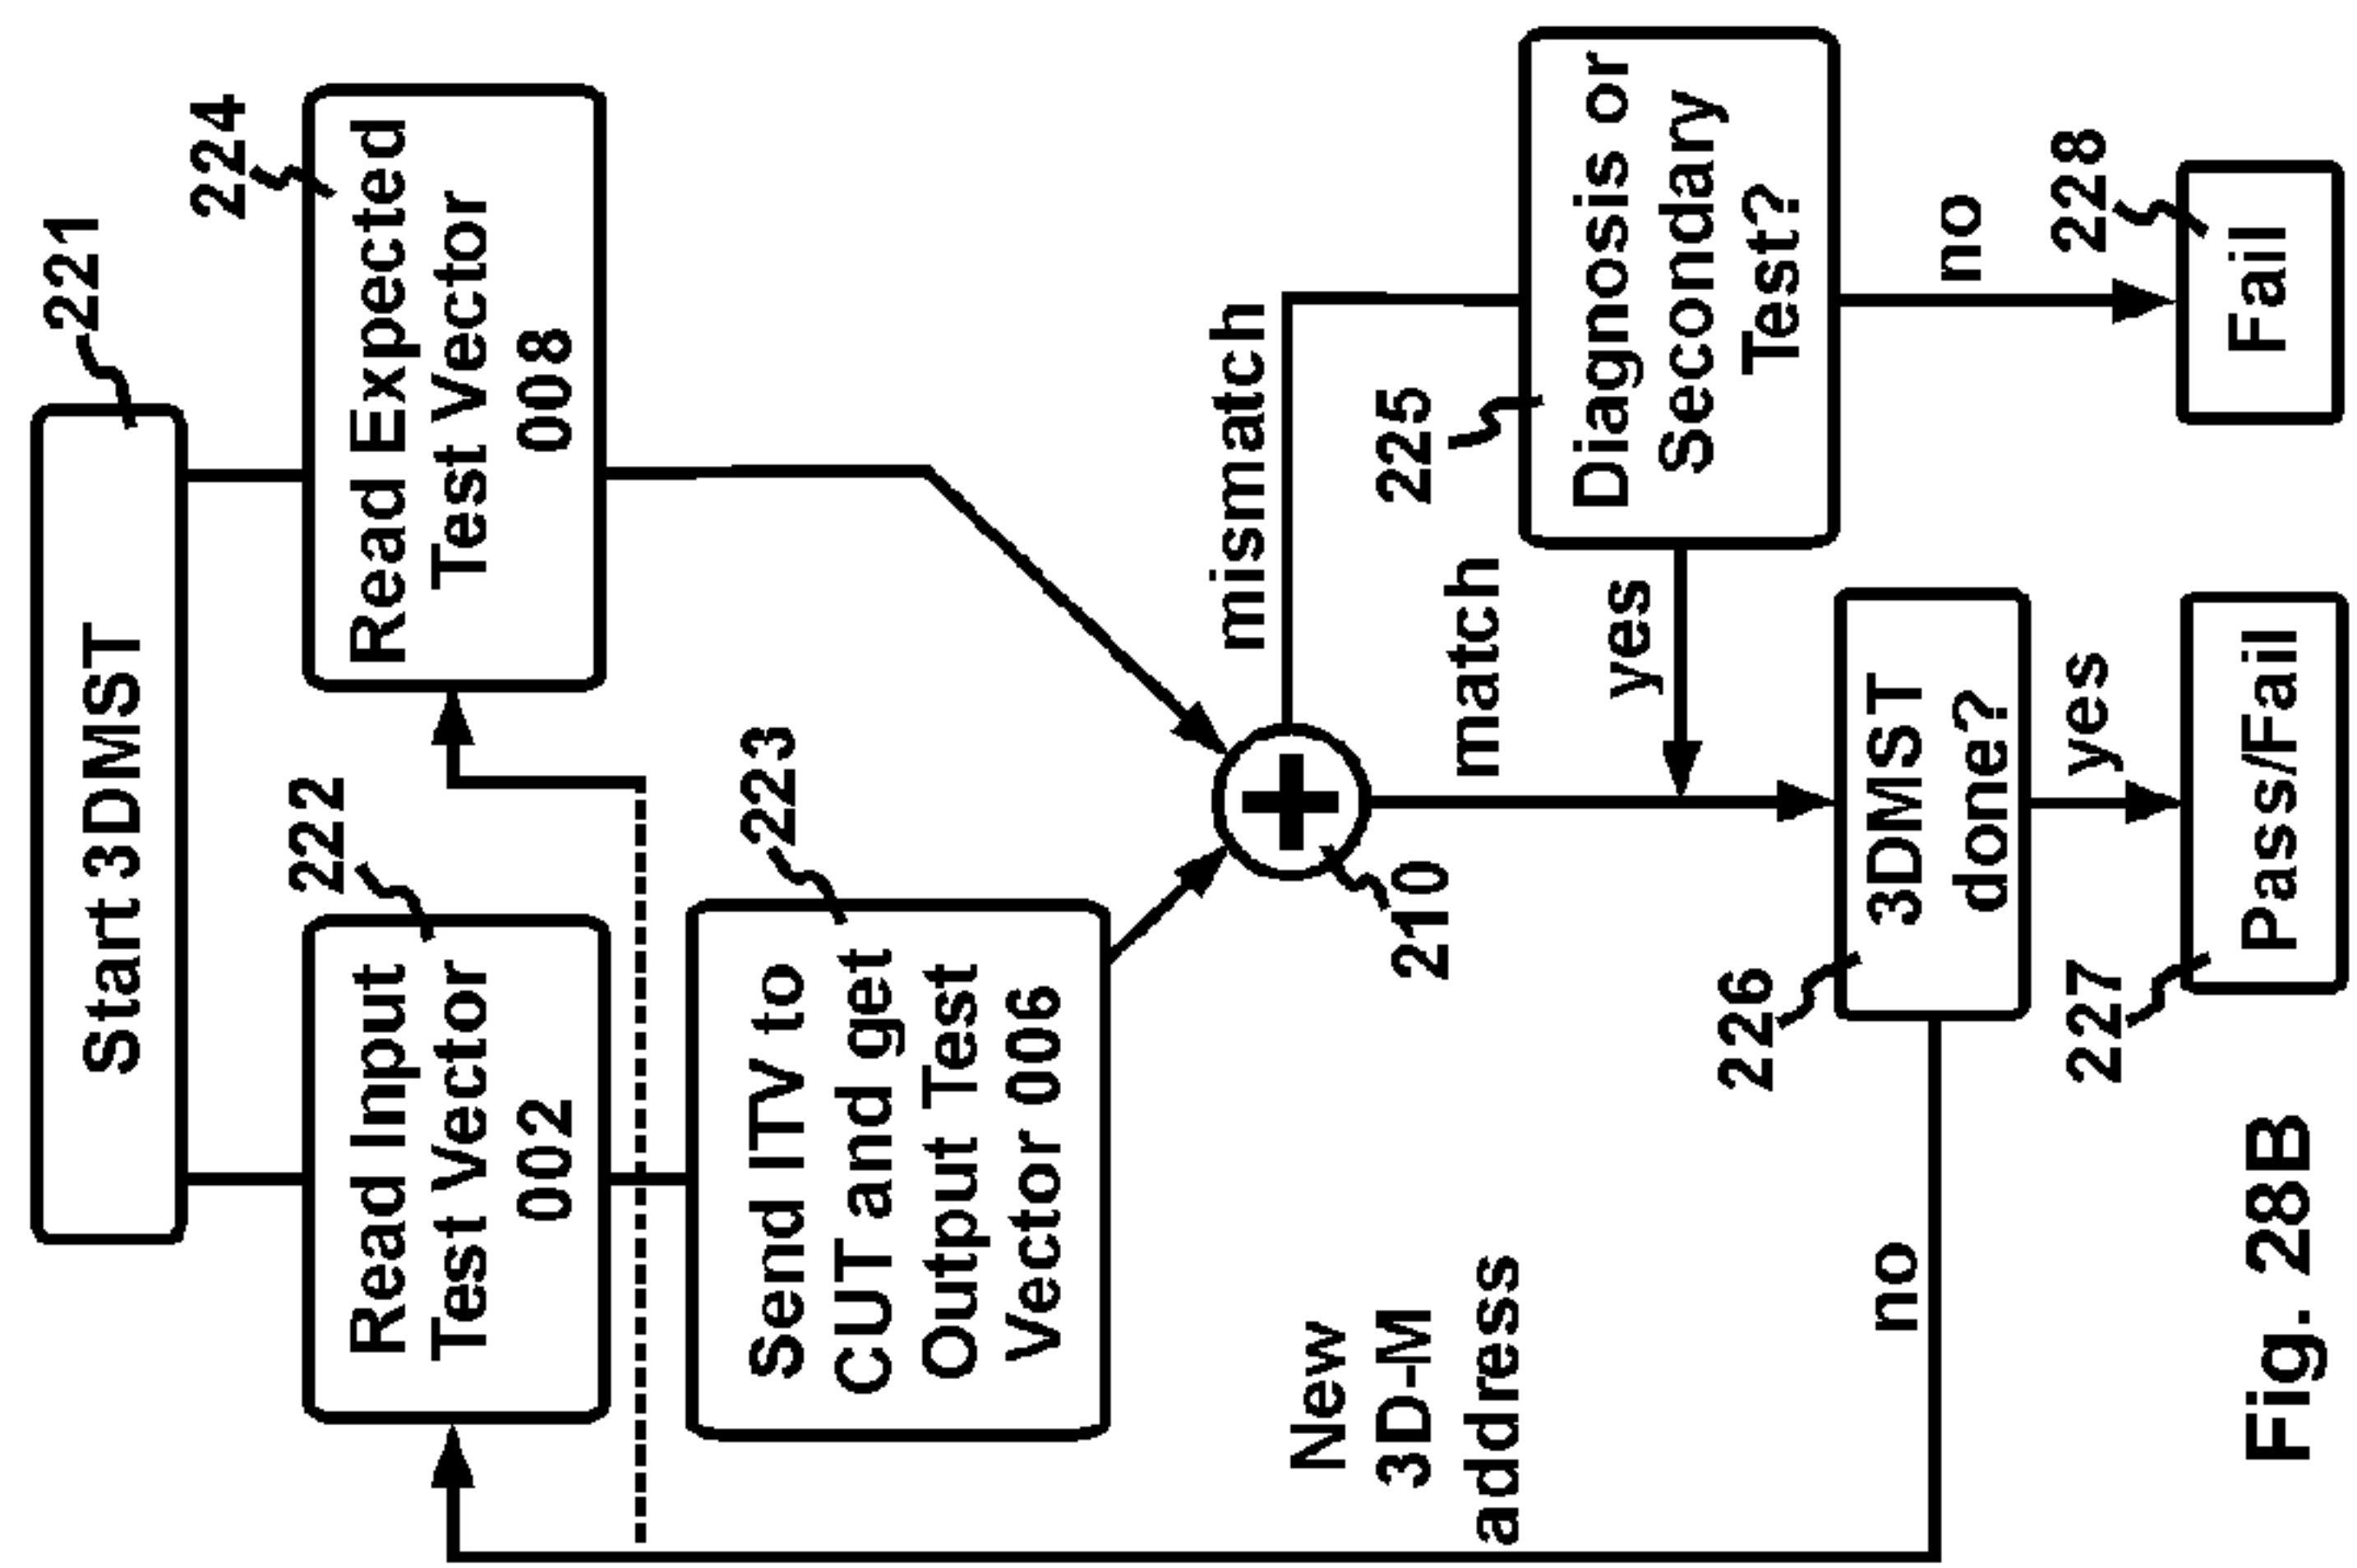 Start 3DMST
221
222
224
Read Input
Test Vector
002
Read Expected
Test Vector
008
223
Send ITV to
CUT and get
Output Test
Vector 006
mismatch
210
New
3D-M
address
match
225
Diagnosis or
Secondary
Test?
yes
226
3DMST
done?
no
no
yes
227
Pass/Fail
228
Fail
Fig. 28B